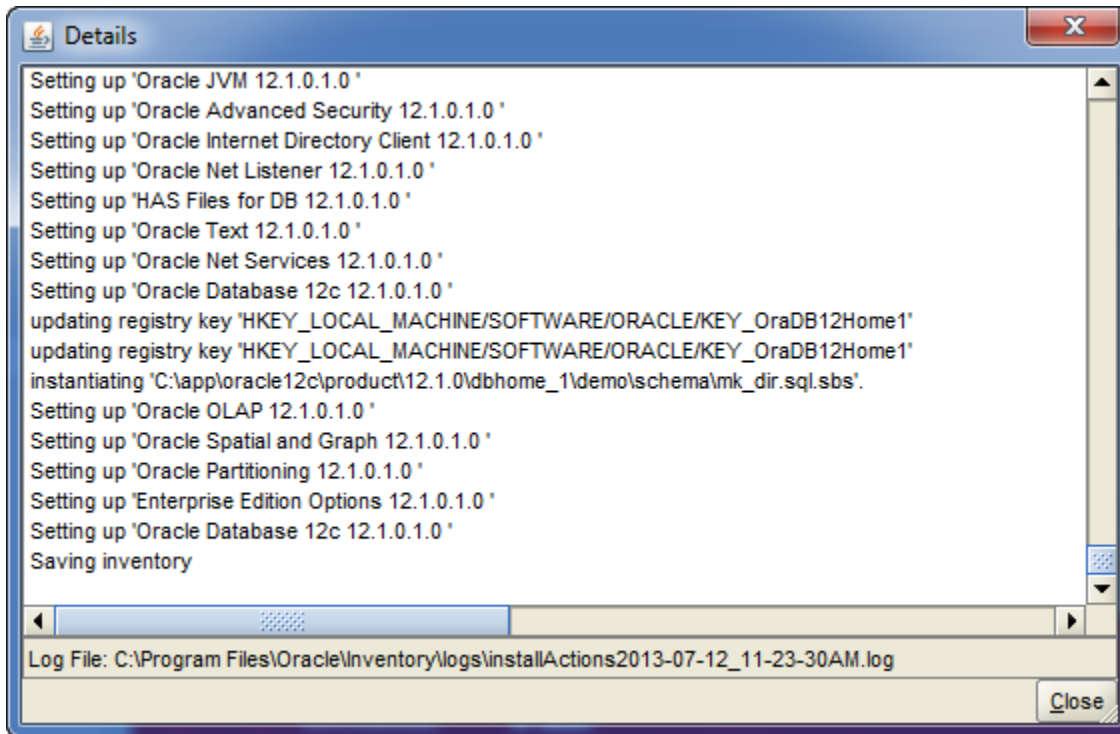 Details
Setting up 'Oracle JVM 12.1.0.1.0 '
Setting up 'Oracle Advanced Security 12.1.0.1.0 '
Setting up 'Oracle Internet Directory Client 12.1.0.1.0 '
Setting up 'Oracle Net Listener 12.1.0.1.0 '
Setting up 'HAS Files for DB 12.1.0.1.0 '
Setting up 'Oracle Text 12.1.0.1.0 '
Setting up 'Oracle Net Services 12.1.0.1.0 '
Setting up 'Oracle Database 12c 12.1.0.1.0 '
updating registry key 'HKEY_LOCAL_MACHINE/SOFTWARE/ORACLE/KEY_OraDB12Home1'
updating registry key 'HKEY_LOCAL_MACHINE/SOFTWARE/ORACLE/KEY_OraDB12Home1'
instantiating 'C:\app\oracle12c\product\12.1.0\dbhome_1\demo\schema\mk_dir.sql.sbs'.
Setting up 'Oracle OLAP 12.1.0.1.0 '
Setting up 'Oracle Spatial and Graph 12.1.0.1.0 '
Setting up 'Oracle Partitioning 12.1.0.1.0 '
Setting up 'Enterprise Edition Options 12.1.0.1.0 '
Setting up 'Oracle Database 12c 12.1.0.1.0 '
Saving inventory
Log File: C:\Program Files\Oracle\Inventory\logs\installActions2013-07-12_11-23-30AM.log
Close